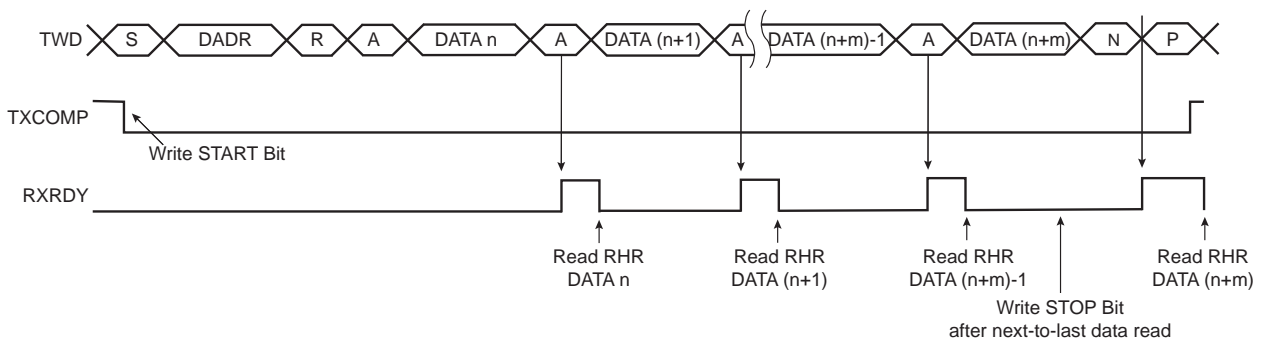 TWD S DADR R A DATA n A DATA (n+1) A DATA (n+m)-1 A DATA (n+m) N P
TXCOMP
Write START Bit
RXRDY
Read RHR Read RHR Read RHR Read RHR
DATA n DATA (n+1) DATA (n+m)-1 DATA (n+m)
Write STOP Bit
after next-to-last data read